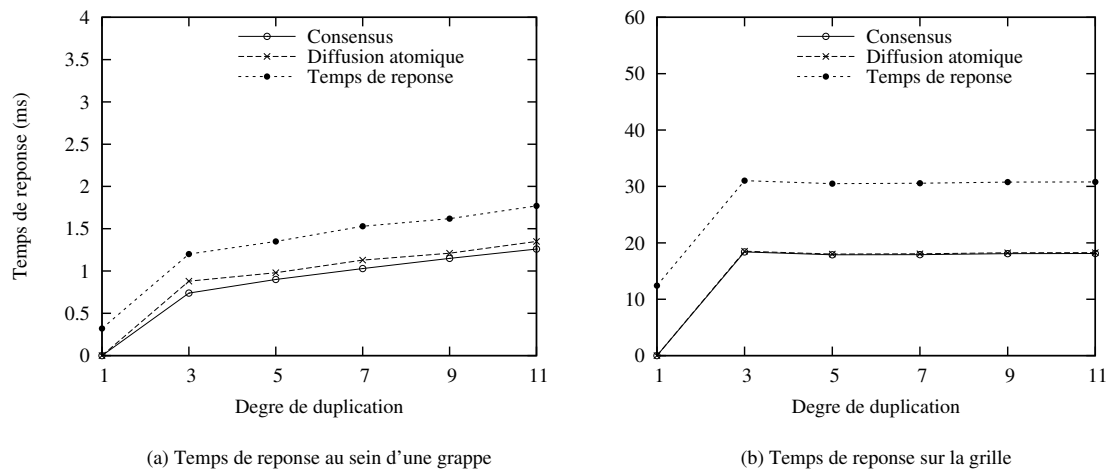 4
3.5
3
2.5
2
1.5
1
0.5
0
Temps de reponse (ms)
Consensus
Diffusion atomique
Temps de reponse
1 3 5 7 9 11
Degre de duplication
(a) Temps de reponse au sein d'une grappe
60
50
40
30
20
10
0
Consensus
Diffusion atomique
Temps de reponse
1 3 5 7 9 11
Degre de duplication
(b) Temps de reponse sur la grille